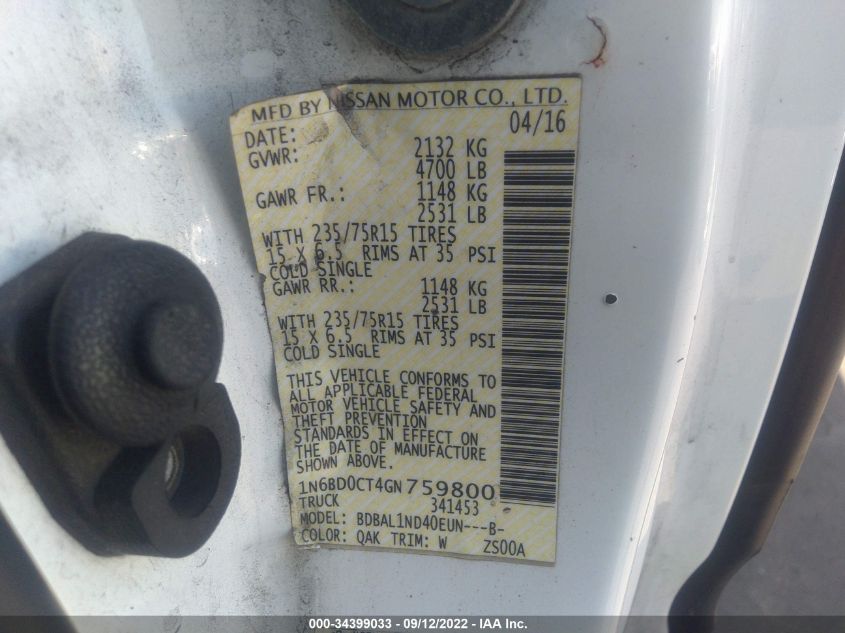 MFD BY NISSAN MOTOR CO., LTD.
DATE: 04/16
GVWR: 2132 KG
4700 LB
GAWR FR.: 1148 KG
2531 LB
WITH 235/75R15 TIRES
15 X 6.5 RIMS AT 35 PSI
COLD SINGLE
GAWR RR.: 1148 KG
2531 LB
WITH 235/75R15 TIRES
15 X 6.5 RIMS AT 35 PSI
COLD SINGLE
THIS VEHICLE CONFORMS TO
ALL APPLICABLE FEDERAL
MOTOR VEHICLE SAFETY AND
THEFT PREVENTION
STANDARDS IN EFFECT ON
THE DATE OF MANUFACTURE
SHOWN ABOVE.
1N6BD0CT4GN759800
TRUCK 341453
MODEL: BDBAL1ND40EUN---B-
COLOR: QAK TRIM: W ZS00A
© 000-34399033 - 09/12/2022 - IAA Inc.